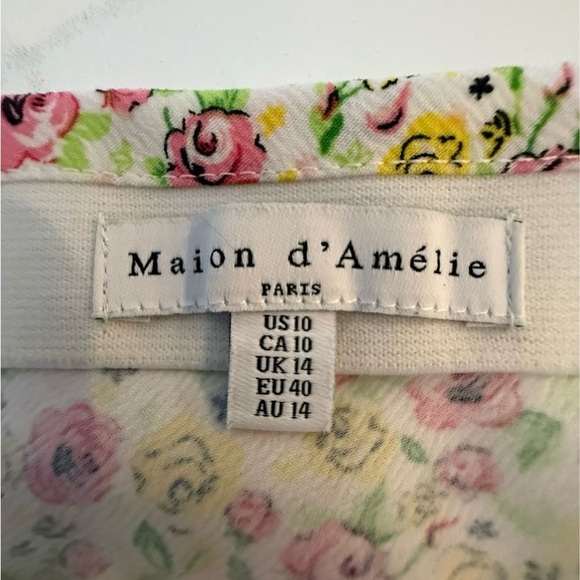 Maion d'Amélie
PARIS
US 10
CA 10
UK 14
EU 40
AU 14